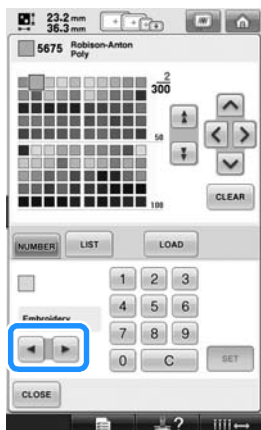 23.2 mm
36.3 mm
5675 Robison-Anton
Poly
2
300
50
100
CLEAR
NUMBER LIST LOAD
1 2 3
Embroidery
4 5 6
7 8 9
0 C SET
CLOSE
?